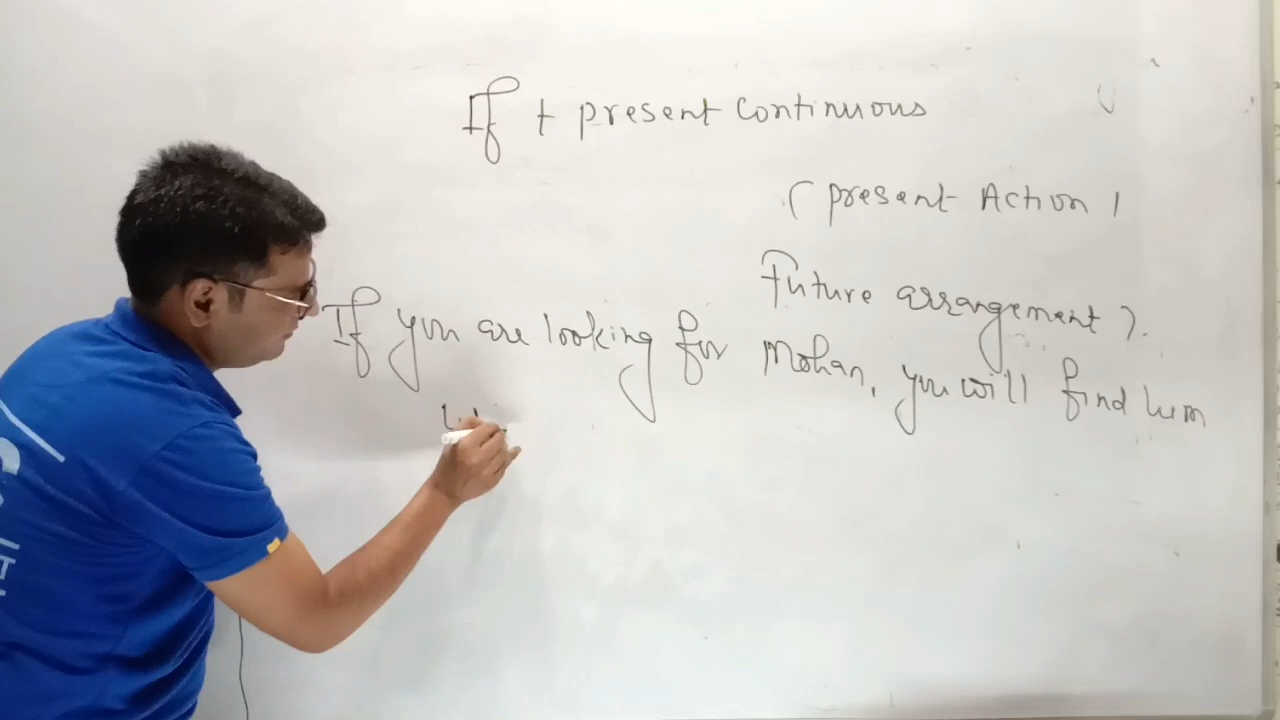 If + present continuous
( present Action /
Future arrangement ).
If you are looking for Mohan, you will find him